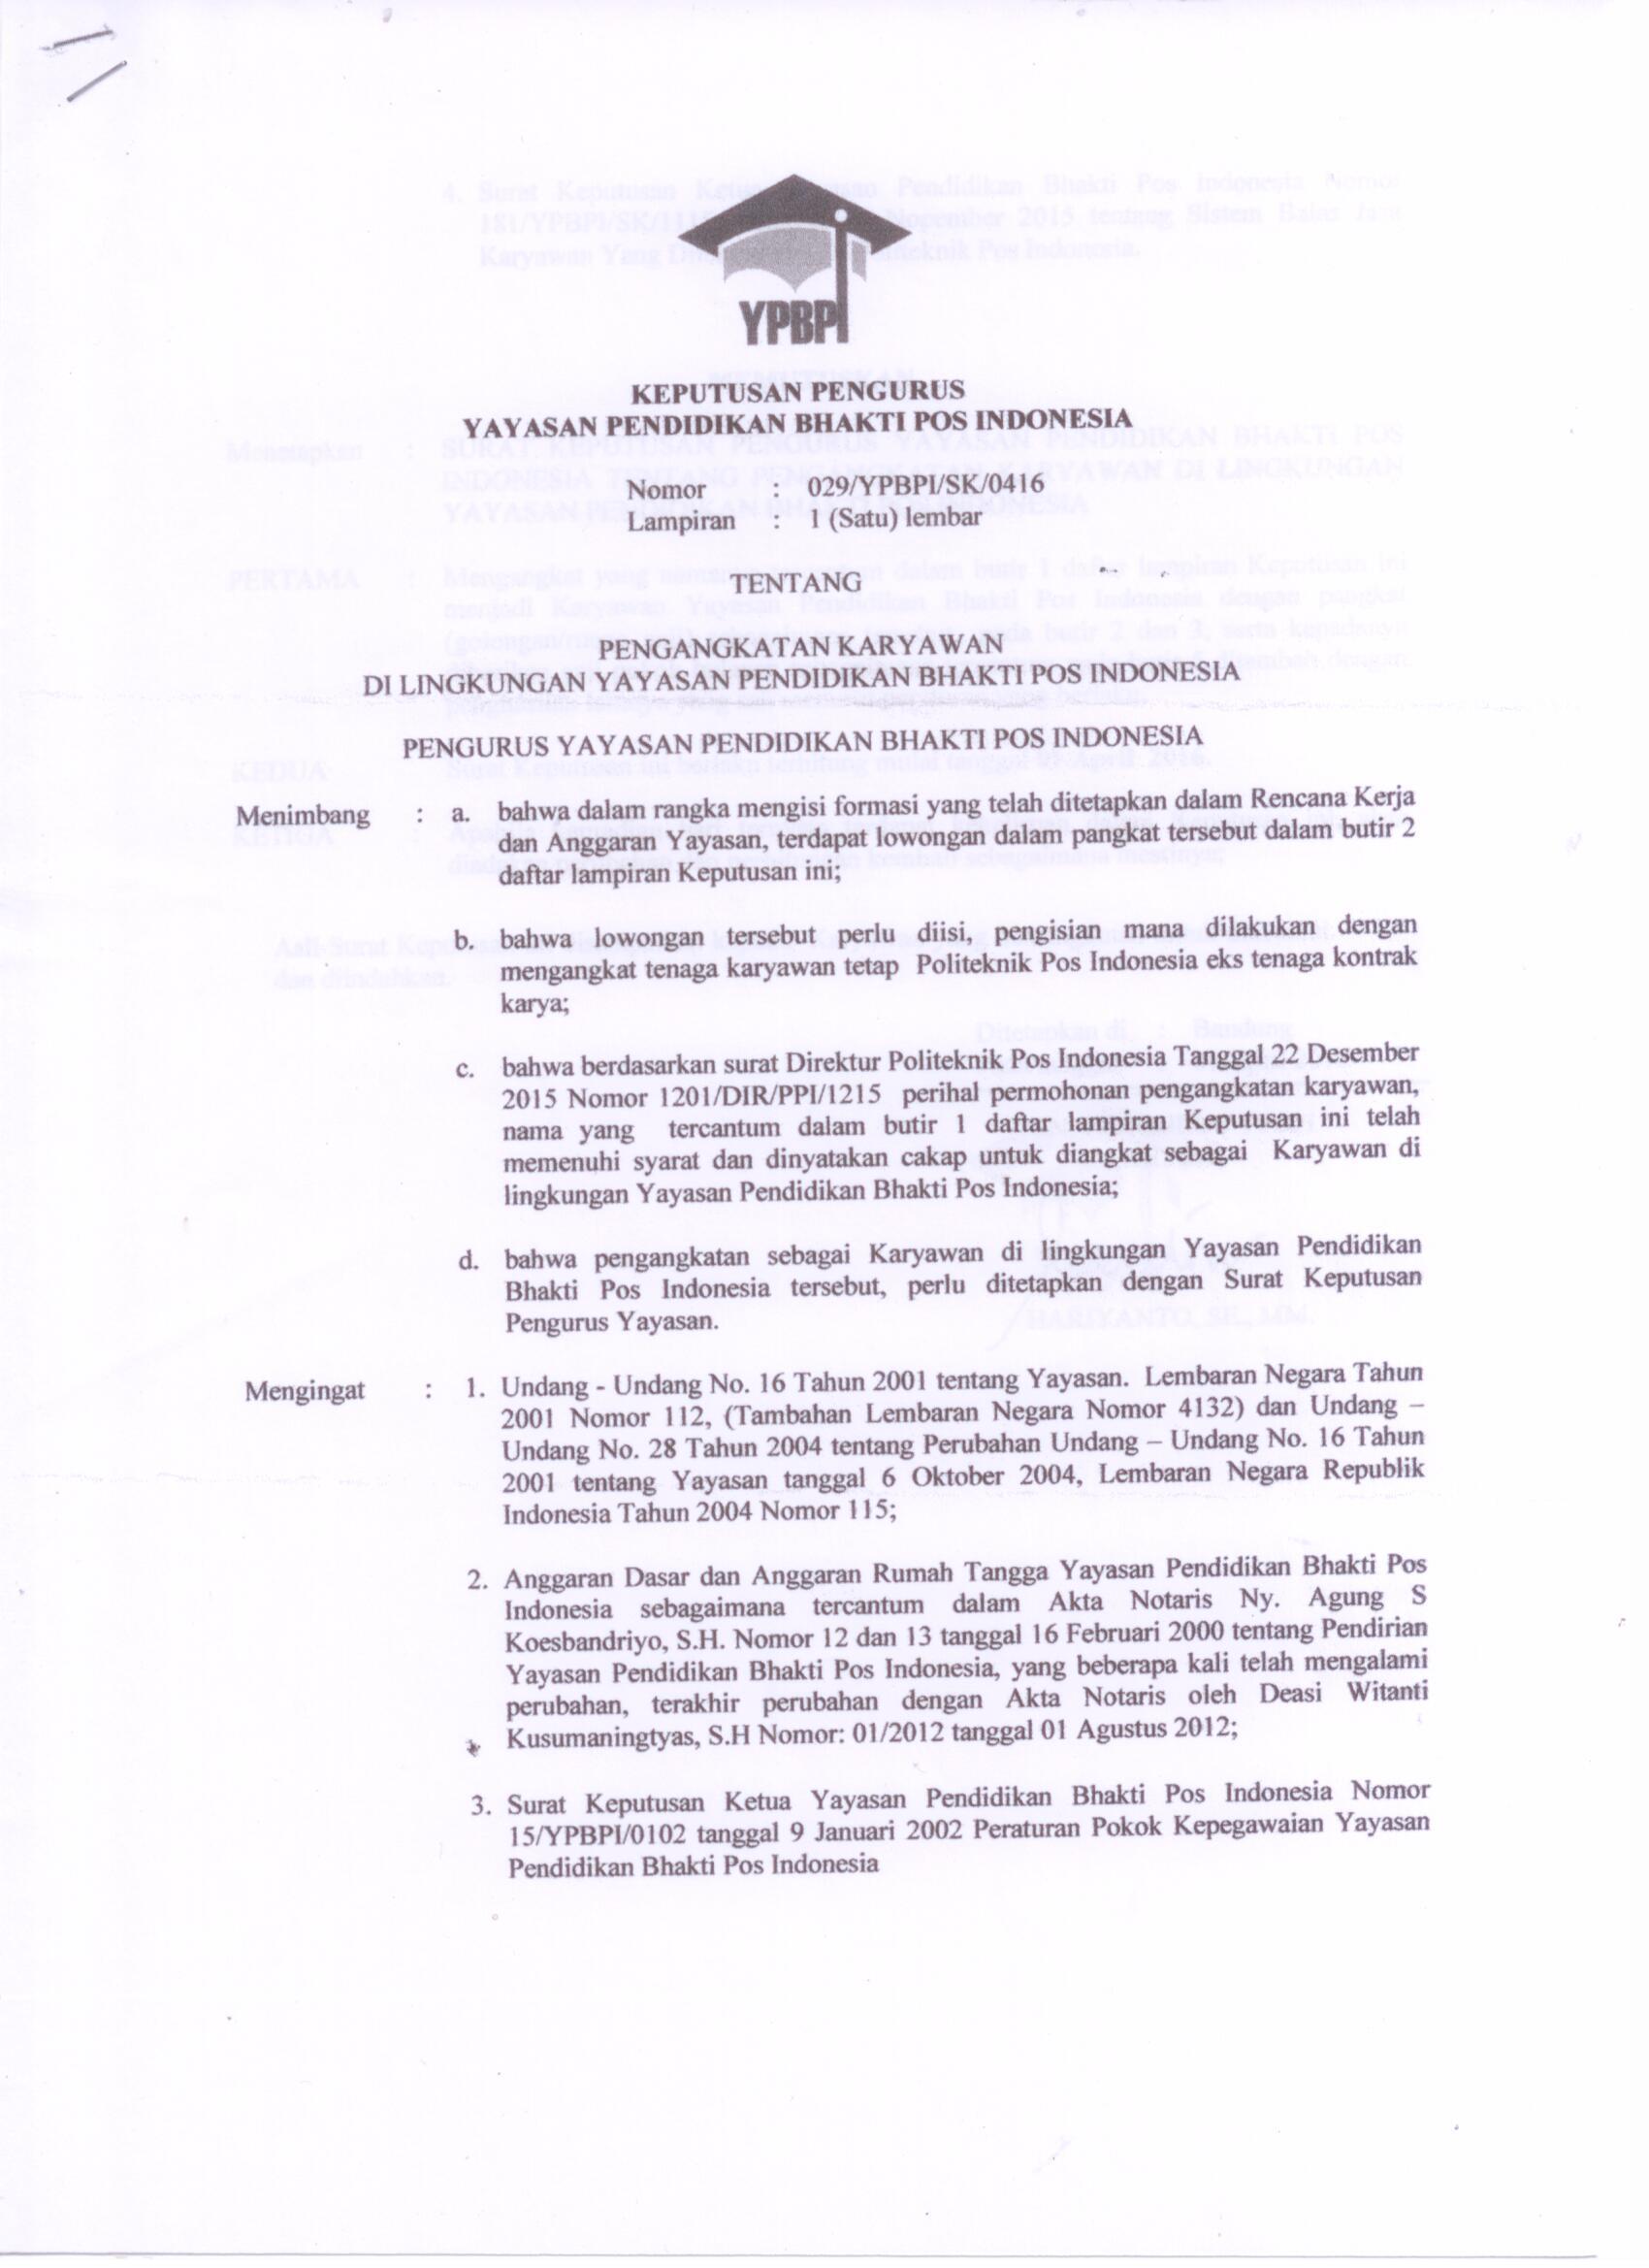 YPBPI
KEPUTUSAN PENGURUS
YAYASAN PENDIDIKAN BHAKTI POS INDONESIA
Nomor : 029/YPBPI/SK/0416
Lampiran : 1 (Satu) lembar
TENTANG
PENGANGKATAN KARYAWAN
DI LINGKUNGAN YAYASAN PENDIDIKAN BHAKTI POS INDONESIA
PENGURUS YAYASAN PENDIDIKAN BHAKTI POS INDONESIA
Menimbang : a. bahwa dalam rangka mengisi formasi yang telah ditetapkan dalam Rencana Kerja
dan Anggaran Yayasan, terdapat lowongan dalam pangkat tersebut dalam butir 2
daftar lampiran Keputusan ini;
b. bahwa lowongan tersebut perlu diisi, pengisian mana dilakukan dengan
mengangkat tenaga karyawan tetap Politeknik Pos Indonesia eks tenaga kontrak
karya;
c. bahwa berdasarkan surat Direktur Politeknik Pos Indonesia Tanggal 22 Desember
2015 Nomor 1201/DIR/PPI/1215 perihal permohonan pengangkatan karyawan,
nama yang tercantum dalam butir 1 daftar lampiran Keputusan ini telah
memenuhi syarat dan dinyatakan cakap untuk diangkat sebagai Karyawan di
lingkungan Yayasan Pendidikan Bhakti Pos Indonesia;
d. bahwa pengangkatan sebagai Karyawan di lingkungan Yayasan Pendidikan
Bhakti Pos Indonesia tersebut, perlu ditetapkan dengan Surat Keputusan
Pengurus Yayasan.
Mengingat : 1. Undang - Undang No. 16 Tahun 2001 tentang Yayasan. Lembaran Negara Tahun
2001 Nomor 112, (Tambahan Lembaran Negara Nomor 4132) dan Undang –
Undang No. 28 Tahun 2004 tentang Perubahan Undang – Undang No. 16 Tahun
2001 tentang Yayasan tanggal 6 Oktober 2004, Lembaran Negara Republik
Indonesia Tahun 2004 Nomor 115;
2. Anggaran Dasar dan Anggaran Rumah Tangga Yayasan Pendidikan Bhakti Pos
Indonesia sebagaimana tercantum dalam Akta Notaris Ny. Agung S
Koesbandriyo, S.H. Nomor 12 dan 13 tanggal 16 Februari 2000 tentang Pendirian
Yayasan Pendidikan Bhakti Pos Indonesia, yang beberapa kali telah mengalami
perubahan, terakhir perubahan dengan Akta Notaris oleh Deasi Witanti
Kusumaningtyas, S.H Nomor: 01/2012 tanggal 01 Agustus 2012;
3. Surat Keputusan Ketua Yayasan Pendidikan Bhakti Pos Indonesia Nomor
15/YPBPI/0102 tanggal 9 Januari 2002 Peraturan Pokok Kepegawaian Yayasan
Pendidikan Bhakti Pos Indonesia